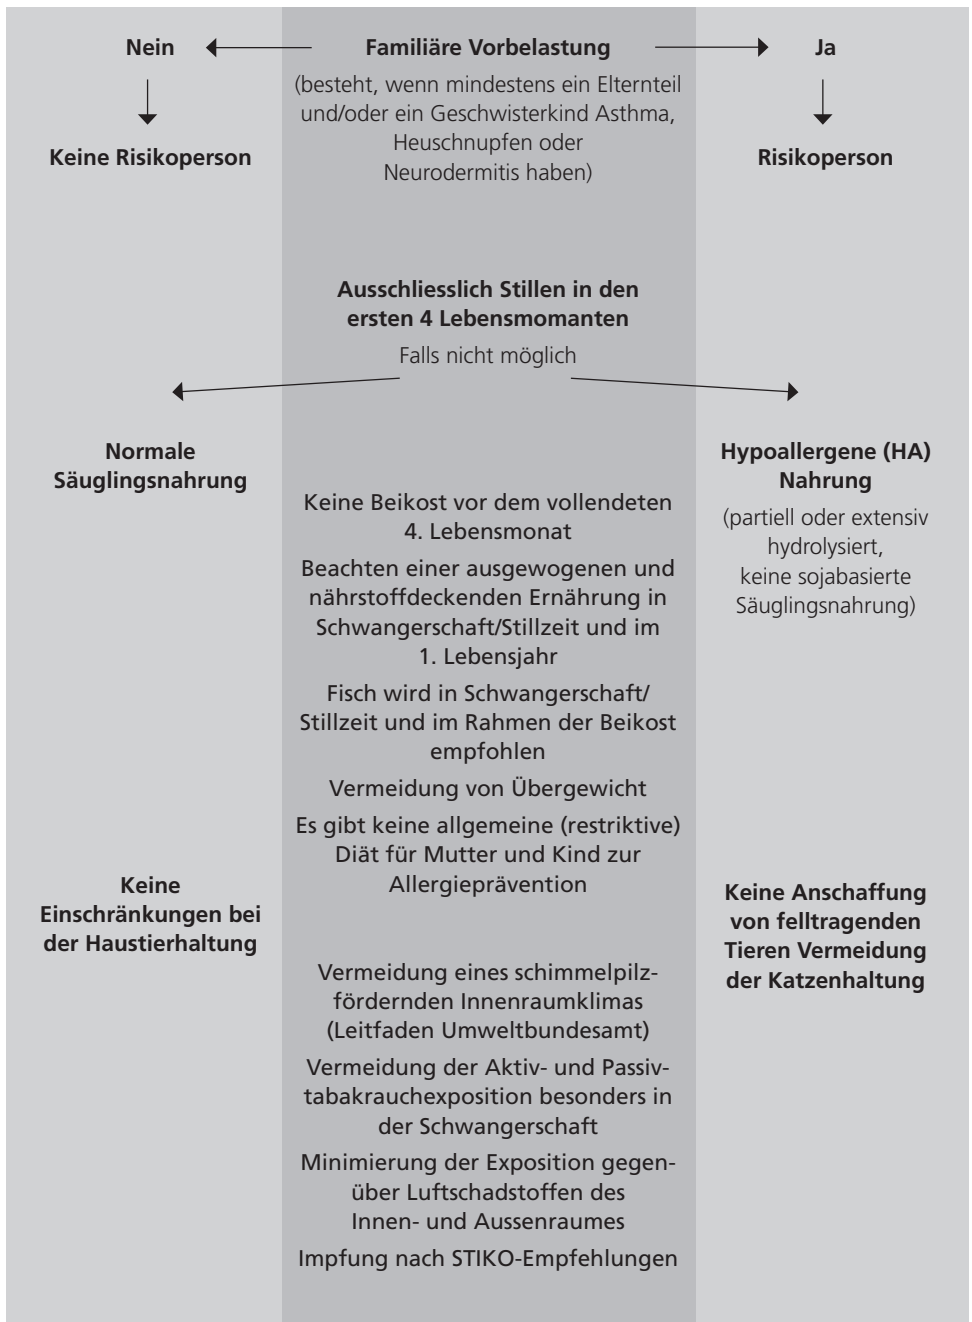 Nein
Familiäre Vorbelastung
Ja
(besteht, wenn mindestens ein Elternteil
und/oder ein Geschwisterkind Asthma,
Heuschnupfen oder
Neurodermitis haben)
Keine Risikoperson
Risikoperson
Ausschliesslich Stillen in den
ersten 4 Lebensmomanten
Falls nicht möglich
Normale
Säuglingsnahrung
Hypoallergene (HA)
Nahrung
(partiell oder extensiv
hydrolysiert,
keine sojabasierte
Säuglingsnahrung)
Keine Beikost vor dem vollendeten
4. Lebensmonat
Beachten einer ausgewogenen und
nährstoffdeckenden Ernährung in
Schwangerschaft/Stillzeit und im
1. Lebensjahr
Fisch wird in Schwangerschaft/
Stillzeit und im Rahmen der Beikost
empfohlen
Vermeidung von Übergewicht
Es gibt keine allgemeine (restriktive)
Diät für Mutter und Kind zur
Allergieprävention
Keine
Einschränkungen bei
der Haustierhaltung
Keine Anschaffung
von felltragenden
Tieren Vermeidung
der Katzenhaltung
Vermeidung eines schimmelpilz-
fördernden Innenraumklimas
(Leitfaden Umweltbundesamt)
Vermeidung der Aktiv- und Passiv-
tabakrauchexposition besonders in
der Schwangerschaft
Minimierung der Exposition gegen-
über Luftschadstoffen des
Innen- und Aussenraumes
Impfung nach STIKO-Empfehlungen